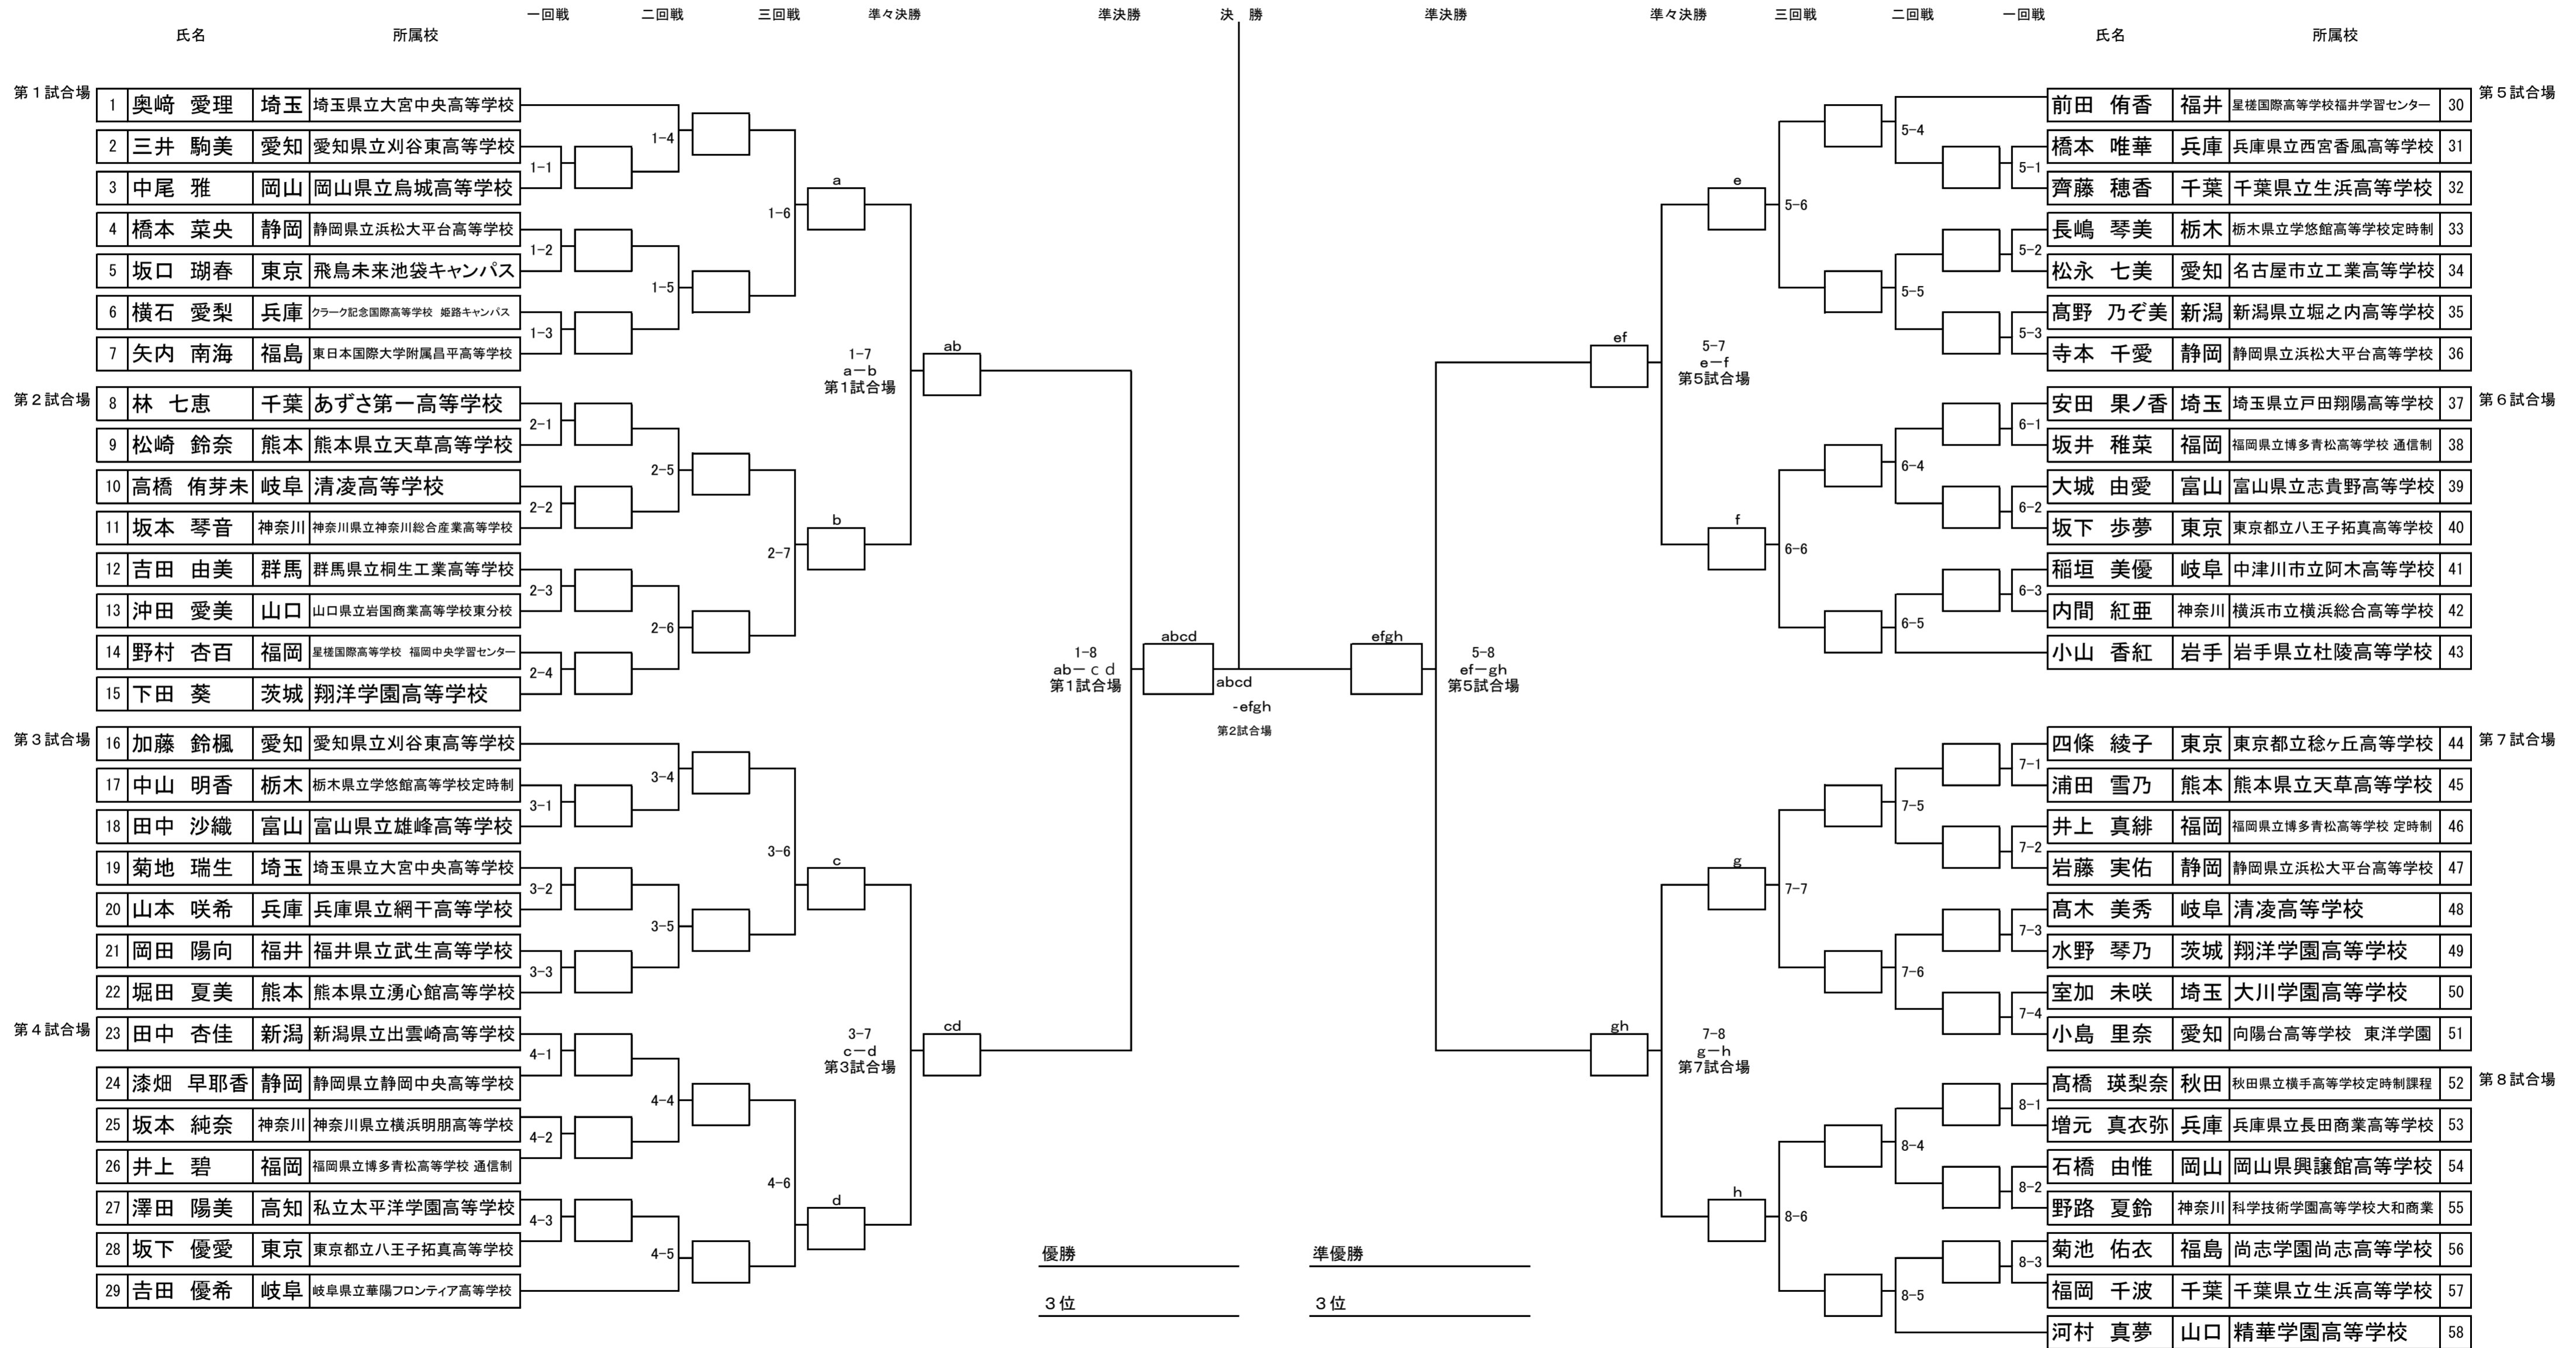 一回戦 二回戦 三回戦 準々決勝 準決勝 決 勝 準決勝 準々決勝 三回戦 二回戦 一回戦
氏名 所属校 氏名 所属校
第1試合場
1 奥﨑 愛理 埼玉 埼玉県立大宮中央高等学校
2 三井 駒美 愛知 愛知県立刈谷東高等学校
3 中尾 雅 岡山 岡山県立烏城高等学校
4 橋本 菜央 静岡 静岡県立浜松大平台高等学校
5 坂口 瑚春 東京 飛鳥未来池袋キャンパス
6 横石 愛梨 兵庫 クラーク記念国際高等学校 姫路キャンパス
7 矢内 南海 福島 東日本国際大学附属昌平高等学校
1-1
1-2
1-3
1-4
1-5
1-6
a
第2試合場
8 林 七恵 千葉 あずさ第一高等学校
9 松崎 鈴奈 熊本 熊本県立天草高等学校
10 高橋 侑芽未 岐阜 清凌高等学校
11 坂本 琴音 神奈川 神奈川県立神奈川総合産業高等学校
12 吉田 由美 群馬 群馬県立桐生工業高等学校
13 沖田 愛美 山口 山口県立岩国商業高等学校東分校
14 野村 杏百 福岡 星槎国際高等学校 福岡中央学習センター
15 下田 葵 茨城 翔洋学園高等学校
2-1
2-2
2-3
2-4
2-5
2-6
2-7
b
1-7
a-b
第1試合場
ab
第3試合場
16 加藤 鈴楓 愛知 愛知県立刈谷東高等学校
17 中山 明香 栃木 栃木県立学悠館高等学校定時制
18 田中 沙織 富山 富山県立雄峰高等学校
19 菊地 瑞生 埼玉 埼玉県立大宮中央高等学校
20 山本 咲希 兵庫 兵庫県立網干高等学校
21 岡田 陽向 福井 福井県立武生高等学校
22 堀田 夏美 熊本 熊本県立湧心館高等学校
3-1
3-2
3-3
3-4
3-5
3-6
c
第4試合場
23 田中 杏佳 新潟 新潟県立出雲崎高等学校
24 漆畑 早耶香 静岡 静岡県立静岡中央高等学校
25 坂本 純奈 神奈川 神奈川県立横浜明朋高等学校
26 井上 碧 福岡 福岡県立博多青松高等学校 通信制
27 澤田 陽美 高知 私立太平洋学園高等学校
28 坂下 優愛 東京 東京都立八王子拓真高等学校
29 吉田 優希 岐阜 岐阜県立華陽フロンティア高等学校
4-1
4-2
4-3
4-4
4-5
4-6
d
3-7
c-d
第3試合場
cd
1-8
ab-cd
第1試合場
abcd
abcd
-efgh
第2試合場
efgh
5-8
ef-gh
第5試合場
第5試合場
前田 侑香 福井 星槎国際高等学校福井学習センター 30
橋本 唯華 兵庫 兵庫県立西宮香風高等学校 31
齊藤 穂香 千葉 千葉県立生浜高等学校 32
長嶋 琴美 栃木 栃木県立学悠館高等学校定時制 33
松永 七美 愛知 名古屋市立工業高等学校 34
髙野 乃ぞ美 新潟 新潟県立堀之内高等学校 35
寺本 千愛 静岡 静岡県立浜松大平台高等学校 36
5-1
5-2
5-3
5-4
5-5
5-6
e
第6試合場
安田 果ノ香 埼玉 埼玉県立戸田翔陽高等学校 37
坂井 稚菜 福岡 福岡県立博多青松高等学校 通信制 38
大城 由愛 富山 富山県立志貴野高等学校 39
坂下 歩夢 東京 東京都立八王子拓真高等学校 40
稲垣 美優 岐阜 中津川市立阿木高等学校 41
内間 紅亜 神奈川 横浜市立横浜総合高等学校 42
小山 香紅 岩手 岩手県立杜陵高等学校 43
6-1
6-2
6-3
6-4
6-5
6-6
f
5-7
e-f
第5試合場
ef
第7試合場
四條 綾子 東京 東京都立稔ヶ丘高等学校 44
浦田 雪乃 熊本 熊本県立天草高等学校 45
井上 真緋 福岡 福岡県立博多青松高等学校 定時制 46
岩藤 実佑 静岡 静岡県立浜松大平台高等学校 47
髙木 美秀 岐阜 清凌高等学校 48
水野 琴乃 茨城 翔洋学園高等学校 49
室加 未咲 埼玉 大川学園高等学校 50
小島 里奈 愛知 向陽台高等学校 東洋学園 51
7-1
7-2
7-3
7-4
7-5
7-6
7-7
g
第8試合場
髙橋 瑛梨奈 秋田 秋田県立横手高等学校定時制課程 52
増元 真衣弥 兵庫 兵庫県立長田商業高等学校 53
石橋 由惟 岡山 岡山県興譲館高等学校 54
野路 夏鈴 神奈川 科学技術学園高等学校大和商業 55
菊池 佑衣 福島 尚志学園尚志高等学校 56
福岡 千波 千葉 千葉県立生浜高等学校 57
河村 真夢 山口 精華学園高等学校 58
8-1
8-2
8-3
8-4
8-5
8-6
h
7-8
g-h
第7試合場
gh
優勝 準優勝
3位 3位